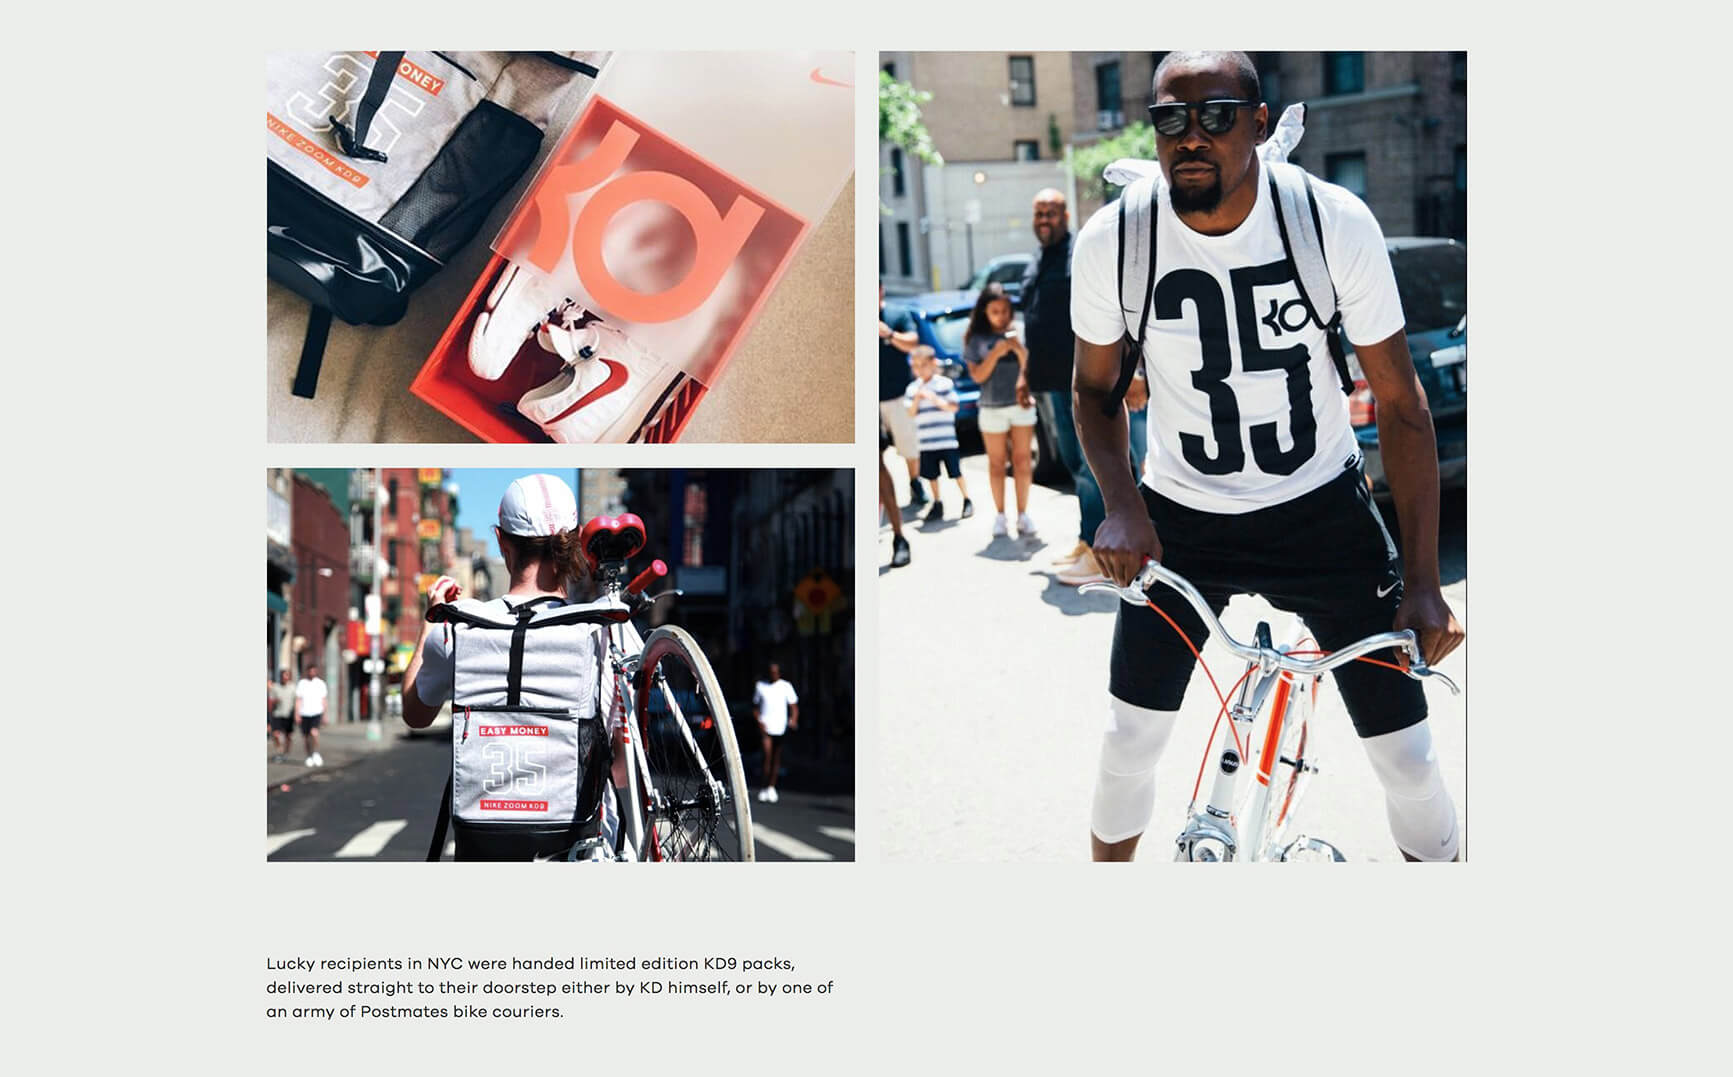 ONEY
35
NIKE ZOOM KD9
kd
35
kd
EASY MONEY
35
NIKE ZOOM KD9
Lucky recipients in NYC were handed limited edition KD9 packs,
delivered straight to their doorstep either by KD himself, or by one of
an army of Postmates bike couriers.